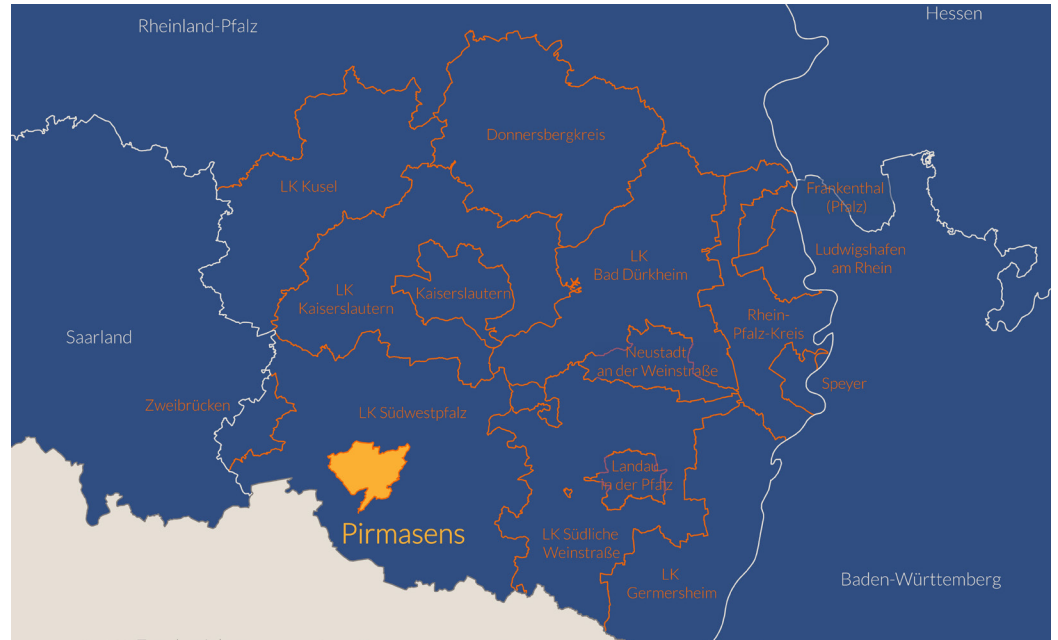 Rheinland-Pfalz
Hessen
Donnersbergkreis
LK Kusel
Frankenthal
(Pfalz)
Ludwigshafen
am Rhein
LK
Bad Dürkheim
LK
Kaiserslautern
Kaiserslautern
Rhein-
Pfalz-Kreis
Saarland
Neustadt
an der Weinstraße
Speyer
Zweibrücken
LK Südwestpfalz
Landau
in der Pfalz
Pirmasens
LK Südliche
Weinstraße
LK
Germersheim
Baden-Württemberg